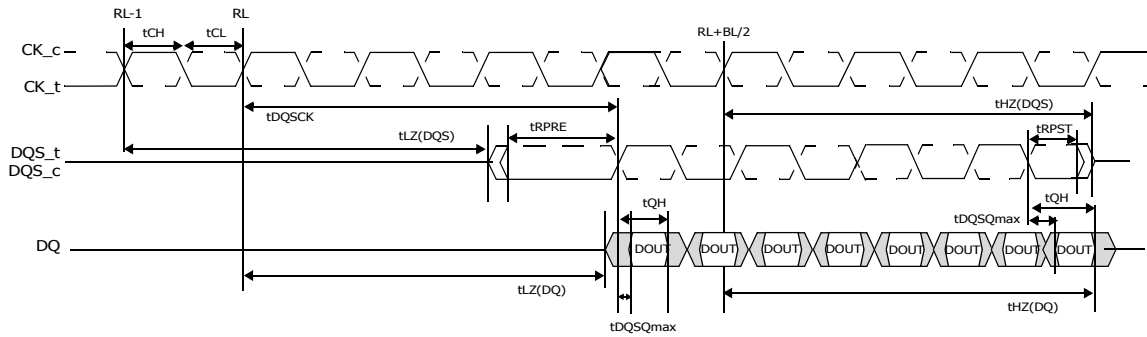 RL-1
RL
tCH
tCL
RL+BL/2
CK_c
CK_t
tDQSCK
tHZ(DQS)
tLZ(DQS)
tRPRE
tRPST
DQS_t
DQS_c
tQH
tQH
tDQSQmax
DQ
DOUT DOUT DOUT DOUT DOUT DOUT DOUT DOUT
tLZ(DQ)
tHZ(DQ)
tDQSQmax